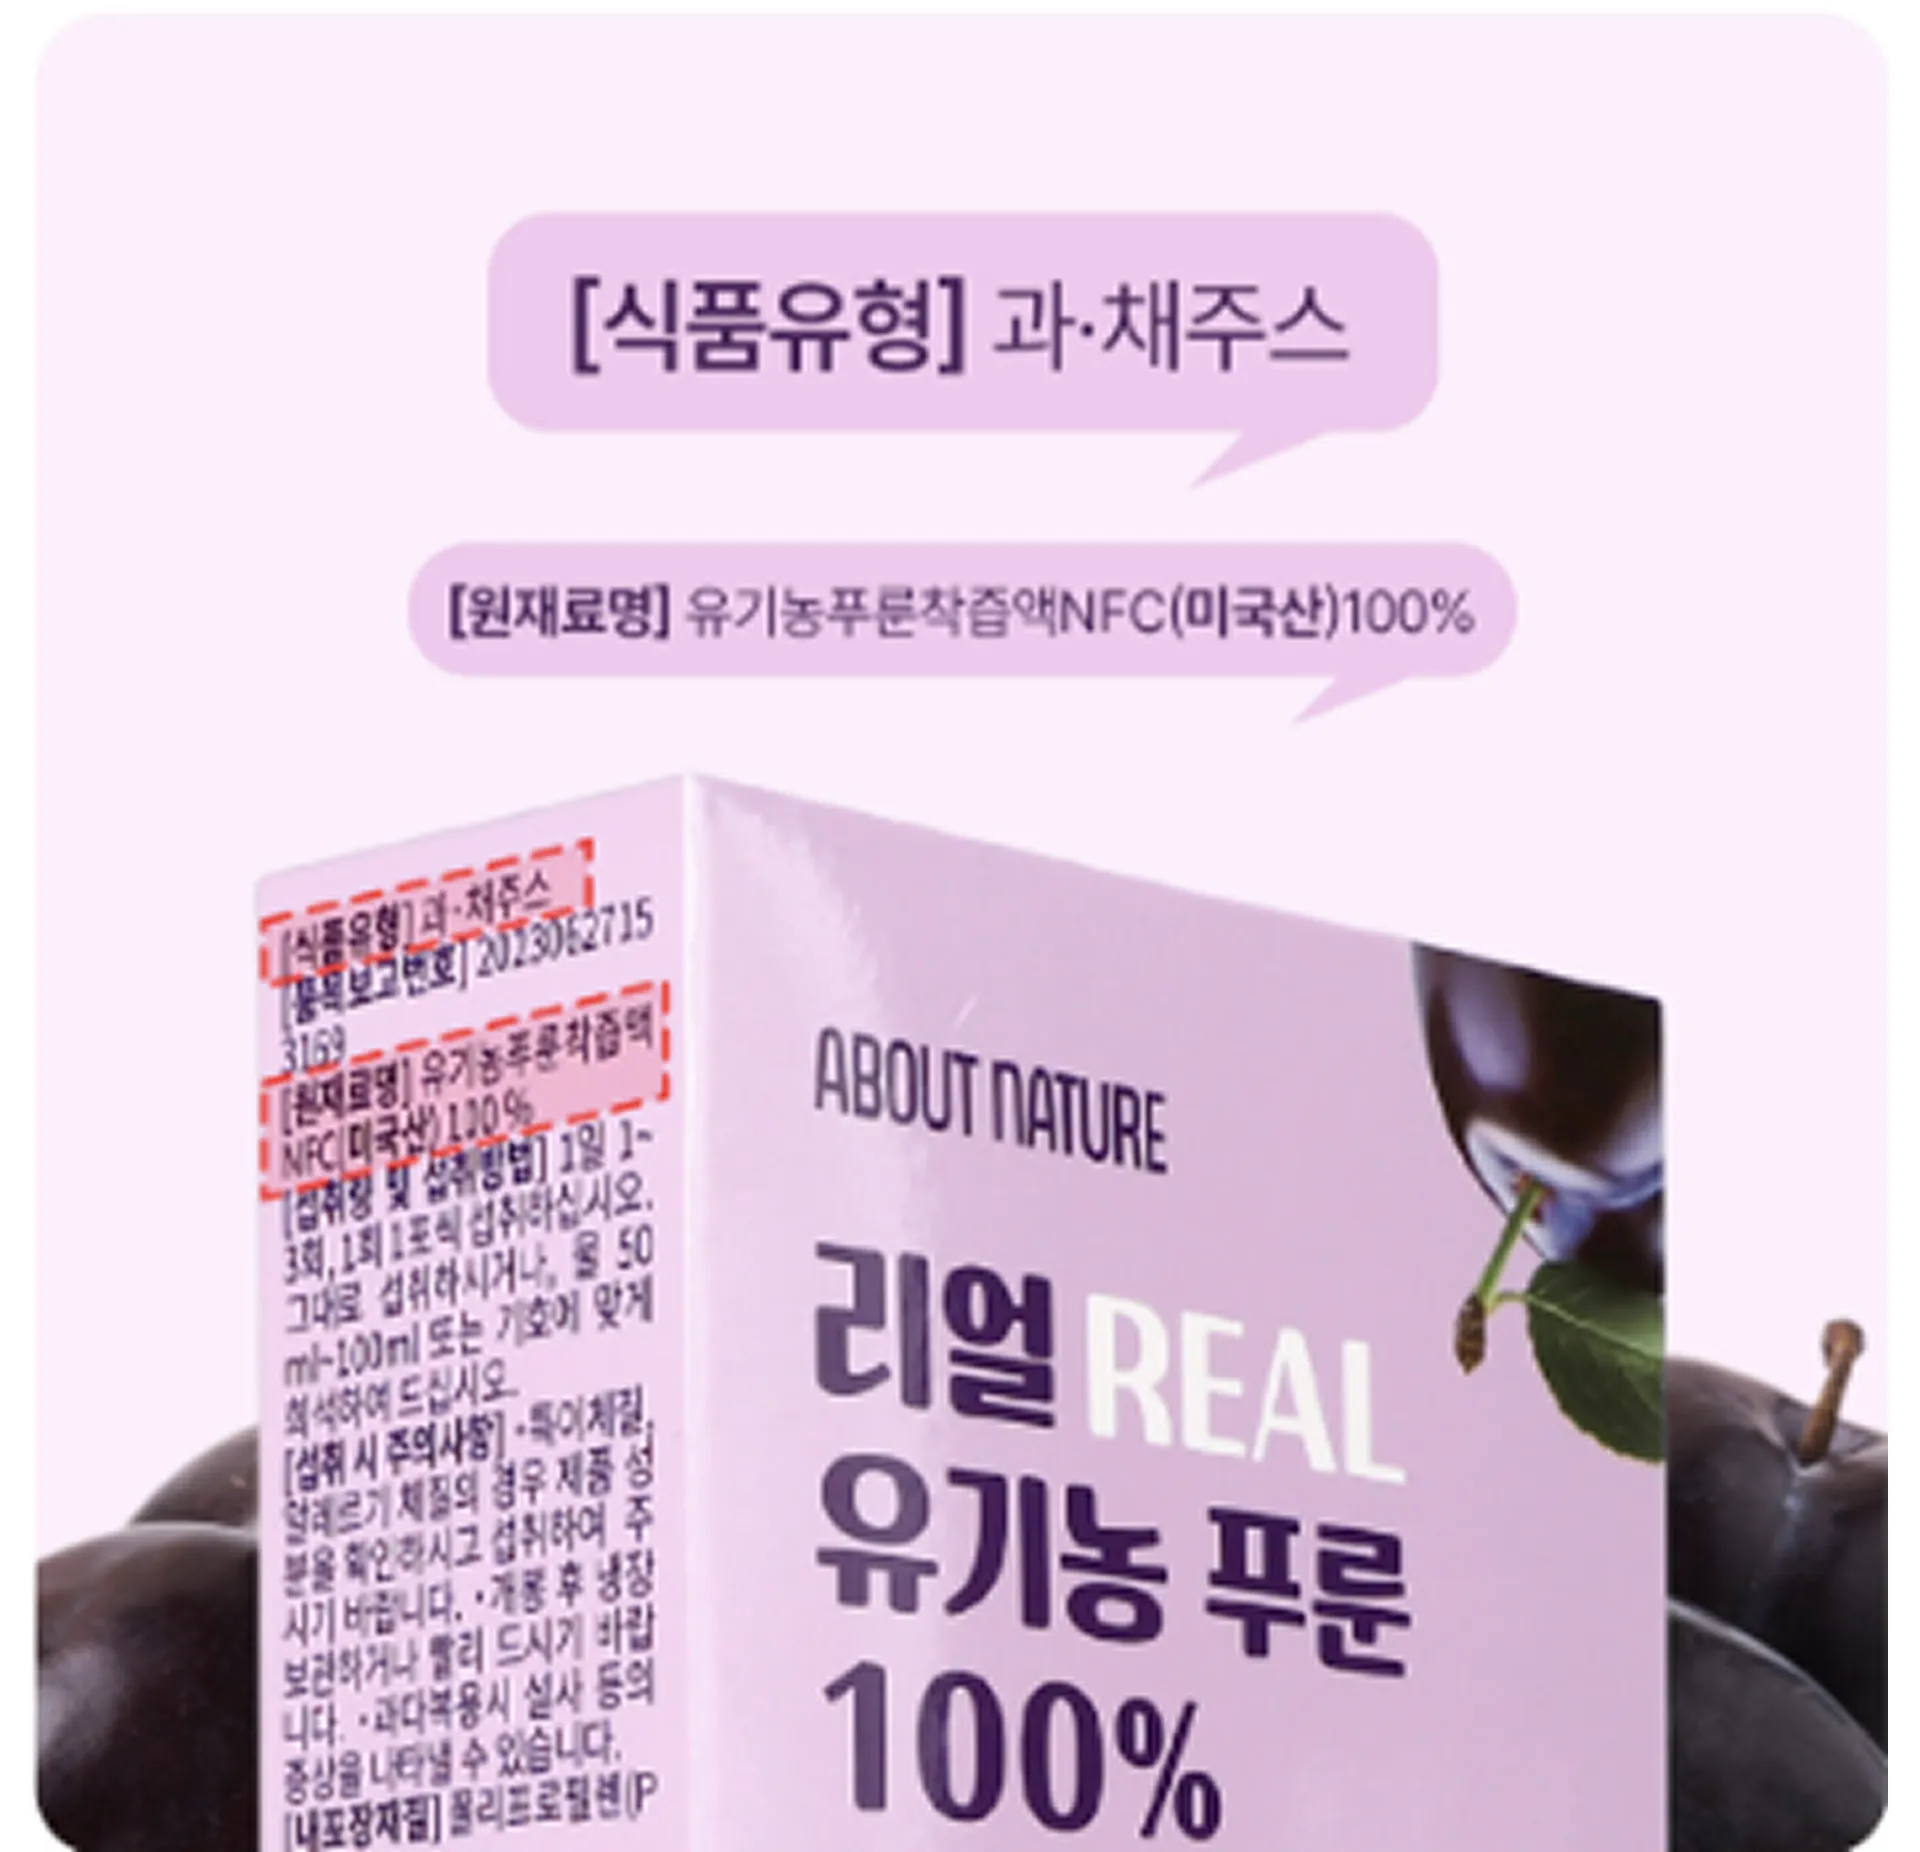 [식품유형] 과·채주스
[원재료명] 유기농푸룬착즙액NFC(미국산)100%
[식품유형] 과·채주스
[품목보고번호] 2023062715
3169
[원재료명] 유기농푸룬착즙액
NFC(미국산) 100%
[섭취량 및 섭취방법] 1일 1~
3회, 1회 1포씩 섭취하십시오.
그대로 섭취하시거나, 물 50
ml~100ml 또는 기호에 맞게
희석하여 드십시오.
[섭취 시 주의사항] ·특이체질,
알레르기 체질의 경우 제품 성
분을 확인하시고 섭취하여 주
시기 바랍니다. ·개봉 후 냉장
보관하거나 빨리 드시기 바랍
니다. ·과다복용시 설사 등의
증상을 나타낼 수 있습니다.
[내포장재질] 폴리프로필렌(P
ABOUT NATURE
리얼 REAL
유기농 푸룬
100%